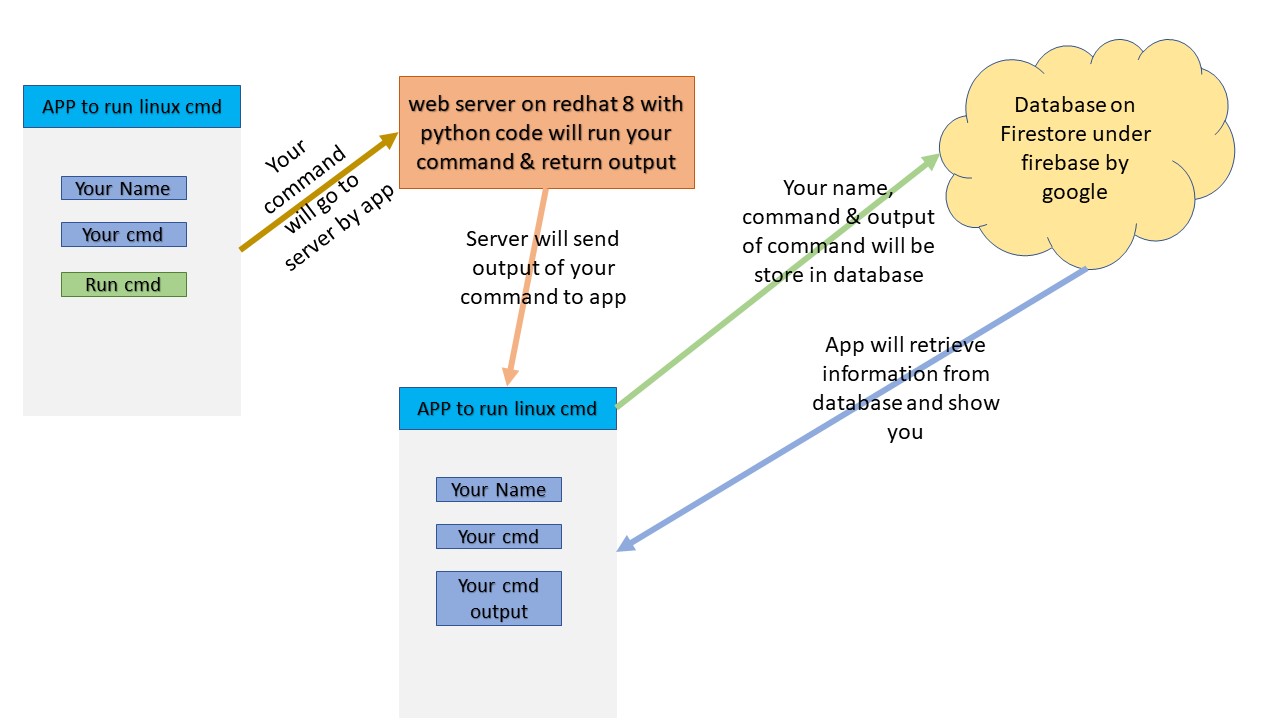 APP to run linux cmd
Your Name
Your cmd
Run cmd
Your
command
will go to
server by app
web server on redhat 8 with
python code will run your
command & return output
Server will send
output of your
command to app
APP to run linux cmd
Your Name
Your cmd
Your cmd
output
Your name,
command & output
of command will be
store in database
Database on
Firestore under
firebase by
google
App will retrieve
information from
database and show
you